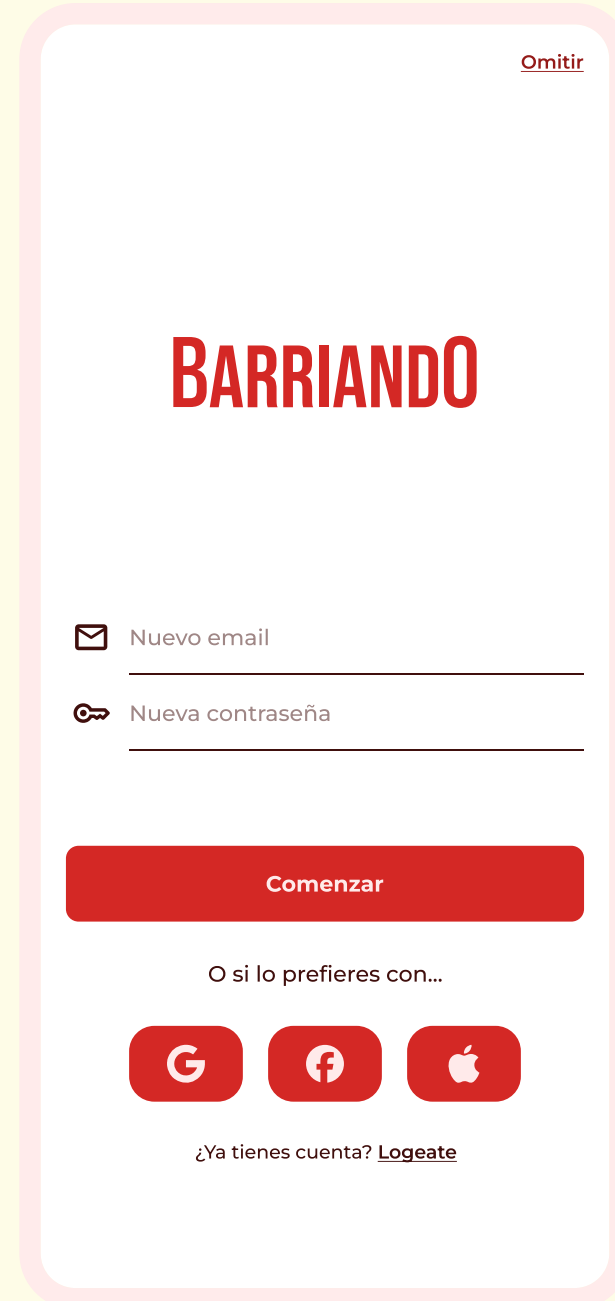 Omitir
BARRIANDO
Nuevo email
Nueva contraseña
Comenzar
O si lo prefieres con...
¿Ya tienes cuenta? Logeate